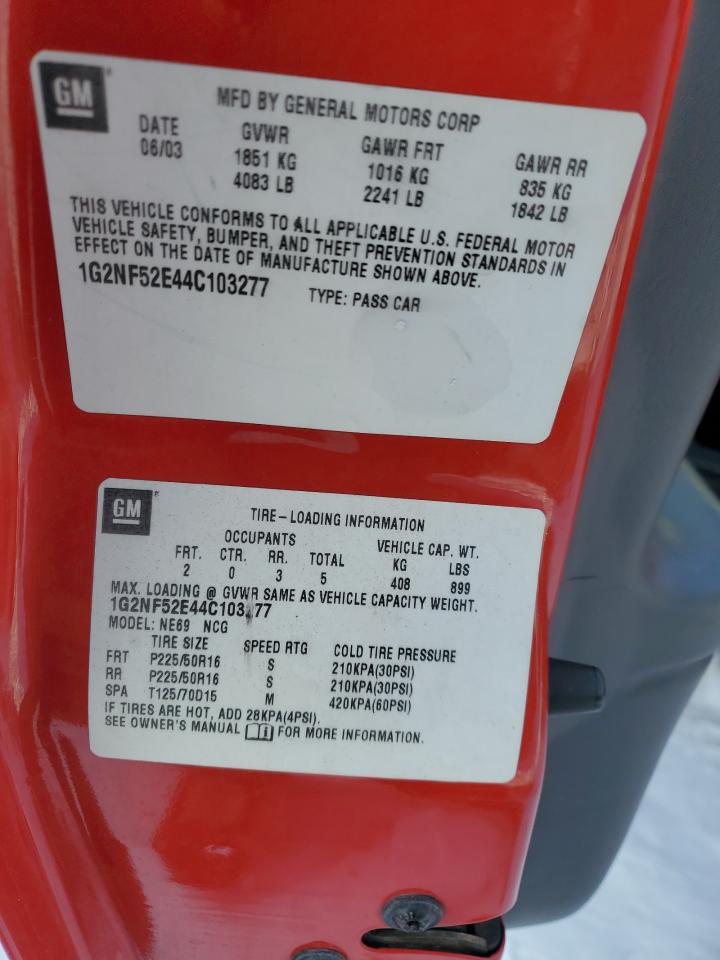 GM
MFD BY GENERAL MOTORS CORP
DATE GVWR GAWR FRT GAWR RR
06/03 1851 KG 1016 KG 835 KG
4083 LB 2241 LB 1842 LB
THIS VEHICLE CONFORMS TO ALL APPLICABLE U.S. FEDERAL MOTOR
VEHICLE SAFETY, BUMPER, AND THEFT PREVENTION STANDARDS IN
EFFECT ON THE DATE OF MANUFACTURE SHOWN ABOVE.
1G2NF52E44C103277 TYPE: PASS CAR
GM
TIRE-LOADING INFORMATION
OCCUPANTS VEHICLE CAP. WT.
FRT. CTR. RR. TOTAL KG LBS
2 0 3 5 408 899
MAX. LOADING @ GVWR SAME AS VEHICLE CAPACITY WEIGHT.
1G2NF52E44C103277
MODEL: NE69 NCG
TIRE SIZE SPEED RTG COLD TIRE PRESSURE
FRT P225/50R16 S 210KPA(30PSI)
RR P225/50R16 S 210KPA(30PSI)
SPA T125/70D15 M 420KPA(60PSI)
IF TIRES ARE HOT, ADD 28KPA(4PSI).
SEE OWNER'S MANUAL FOR MORE INFORMATION.